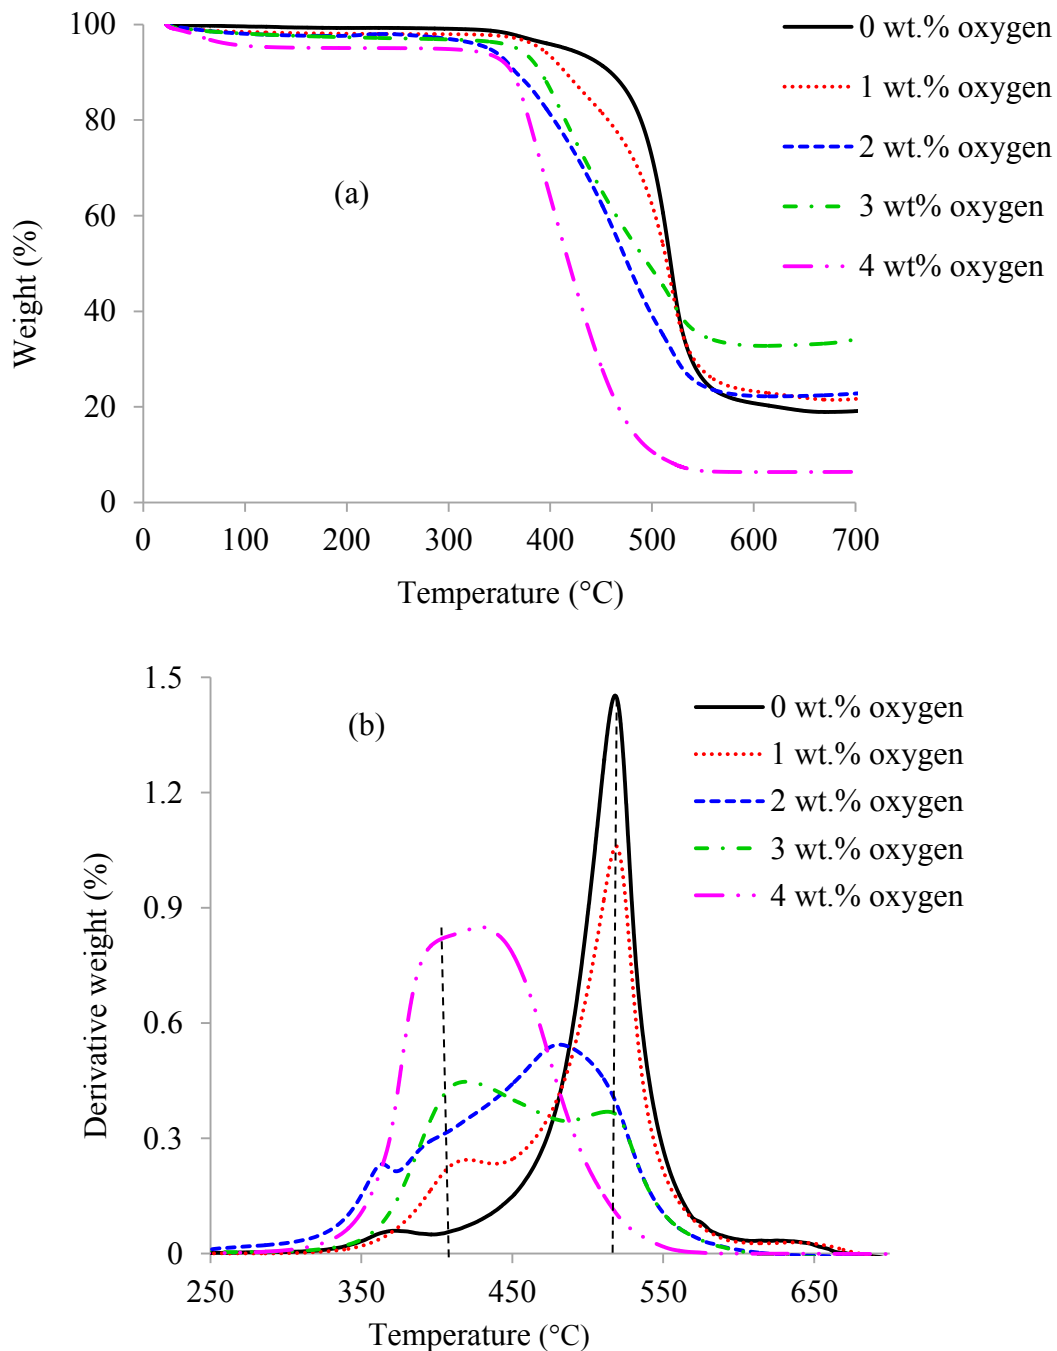 100
80
60
40
20
0
Weight (%)
(a)
0 wt.% oxygen
1 wt.% oxygen
2 wt.% oxygen
3 wt% oxygen
4 wt% oxygen
0 100 200 300 400 500 600 700
Temperature (°C)
1.5
1.2
0.9
0.6
0.3
0
Derivative weight (%)
(b)
0 wt.% oxygen
1 wt.% oxygen
2 wt.% oxygen
3 wt.% oxygen
4 wt.% oxygen
250 350 450 550 650
Temperature (°C)